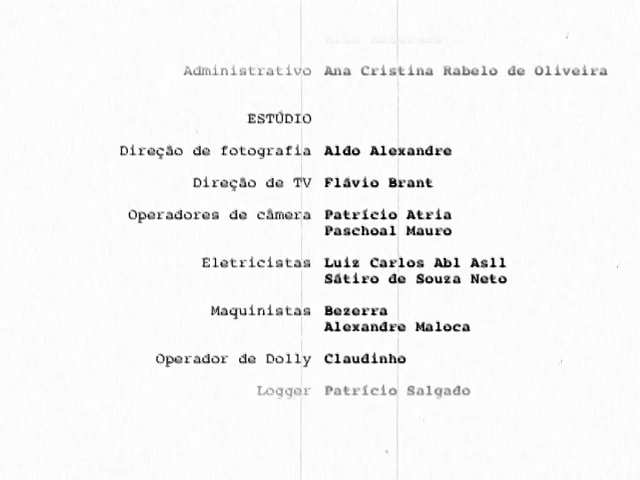 Administrativo Ana Cristina Rabelo de Oliveira
ESTÚDIO
Direção de fotografia Aldo Alexandre
Direção de TV Flávio Brant
Operadores de câmera Patrício Atria
Paschoal Mauro
Eletricistas Luiz Carlos Abl Asll
Sátiro de Souza Neto
Maquinistas Bezerra
Alexandre Maloca
Operador de Dolly Claudinho
Logger Patrício Salgado